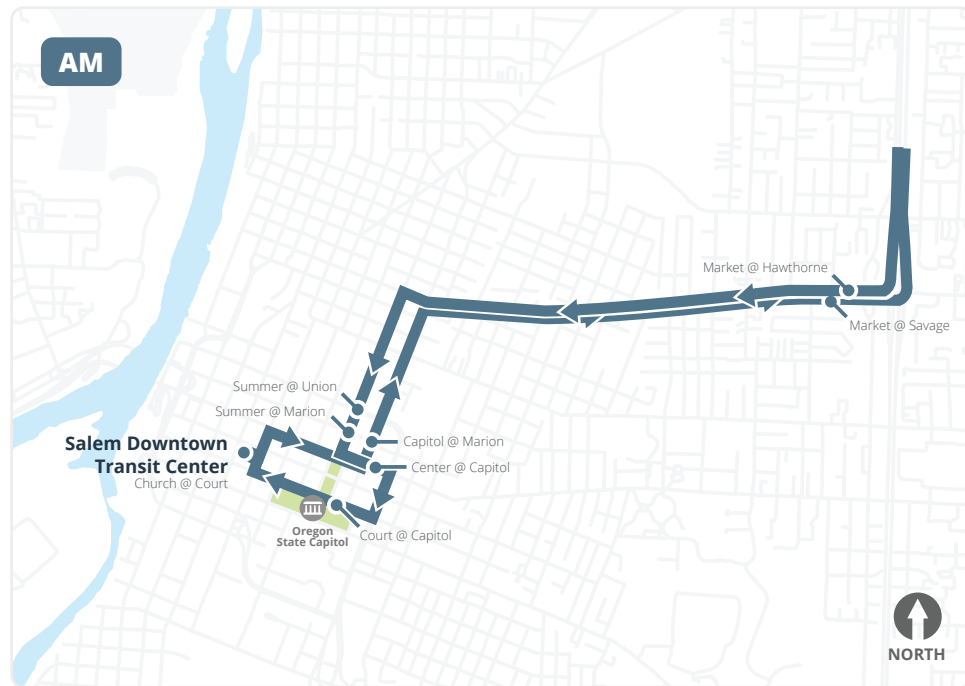 AM
Market @ Hawthorne
Market @ Savage
Summer @ Union
Summer @ Marion
Capitol @ Marion
Salem Downtown
Transit Center
Church @ Court
Center @ Capitol
Court @ Capitol
Oregon
State Capitol
NORTH